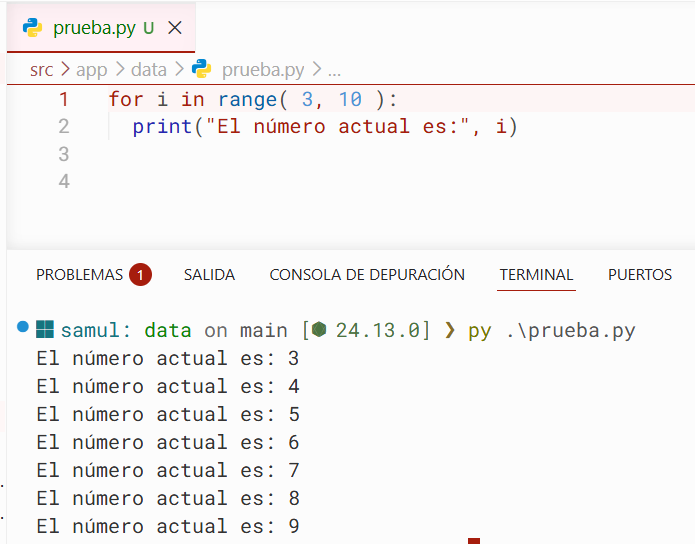 prueba.py U
src > app > data > prueba.py > ...
1 for i in range( 3, 10 ):
2 print("El número actual es:", i)
3
4
PROBLEMAS 1 SALIDA CONSOLA DE DEPURACIÓN TERMINAL PUERTOS
samul: data on main [⬢ 24.13.0] ❯ py .\prueba.py
El número actual es: 3
El número actual es: 4
El número actual es: 5
El número actual es: 6
El número actual es: 7
El número actual es: 8
El número actual es: 9